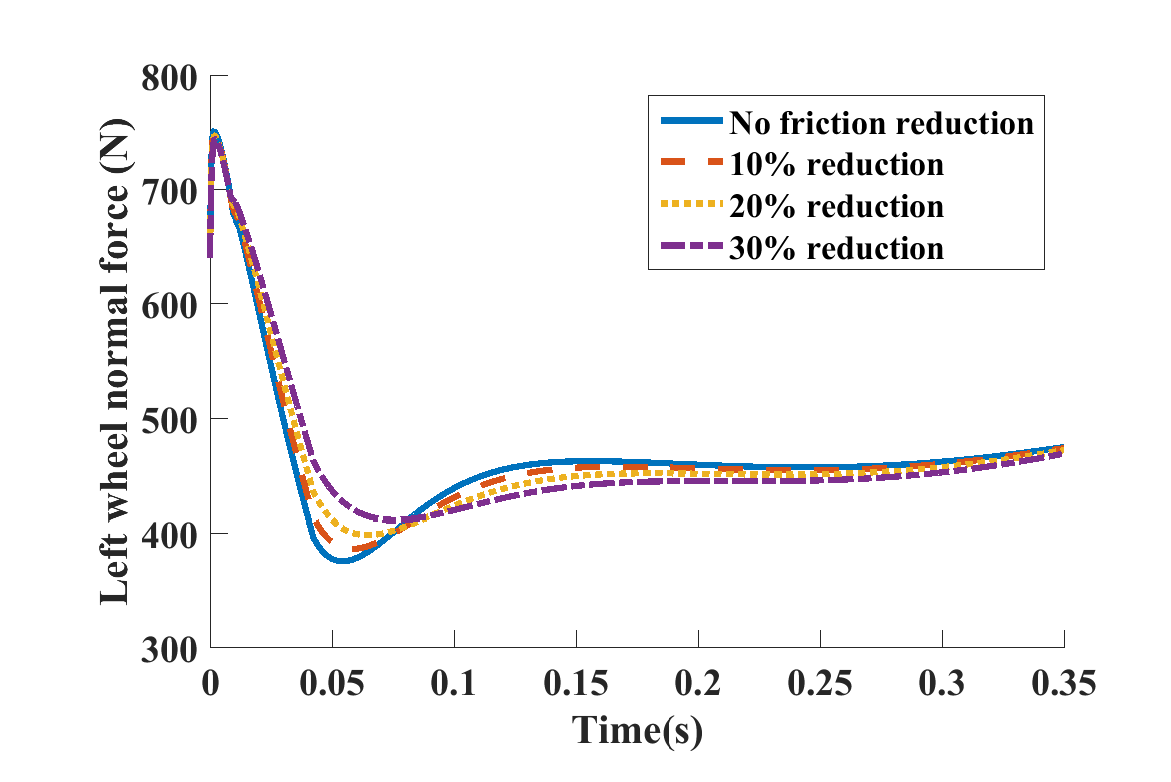 800
700
600
500
400
300
0
0.05
0.1
0.15
0.2
0.25
0.3
0.35
Time(s)
Left wheel normal force (N)
No friction reduction
10% reduction
20% reduction
30% reduction